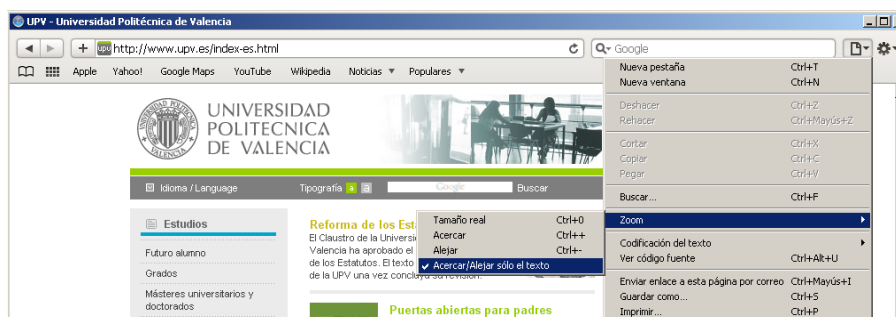 UPV - Universidad Politécnica de Valencia
http://www.upv.es/index-es.html
Google
Apple Yahoo! Google Maps YouTube Wikipedia Noticias ▼ Populares ▼
UNIVERSIDAD
POLITECNICA
DE VALENCIA
Idioma / Language Tipografía a a Google Buscar
Estudios
Futuro alumno
Grados
Másteres universitarios y
doctorados
Reforma de los Est
El Claustro de la Universi
Valencia ha aprobado el
de los Estatutos. El texto
de la UPV una vez concluya su revisión.
Puertas abiertas para padres
Tamaño real Ctrl+0
Acercar Ctrl++
Alejar Ctrl+-
✓ Acercar/Alejar sólo el texto
Nueva pestaña Ctrl+T
Nueva ventana Ctrl+N
Deshacer Ctrl+Z
Rehacer Ctrl+Mayús+Z
Cortar Ctrl+X
Copiar Ctrl+C
Pegar Ctrl+V
Buscar... Ctrl+F
Zoom
Codificación del texto
Ver código fuente Ctrl+Alt+U
Enviar enlace a esta página por correo Ctrl+Mayús+I
Guardar como... Ctrl+S
Imprimir... Ctrl+P